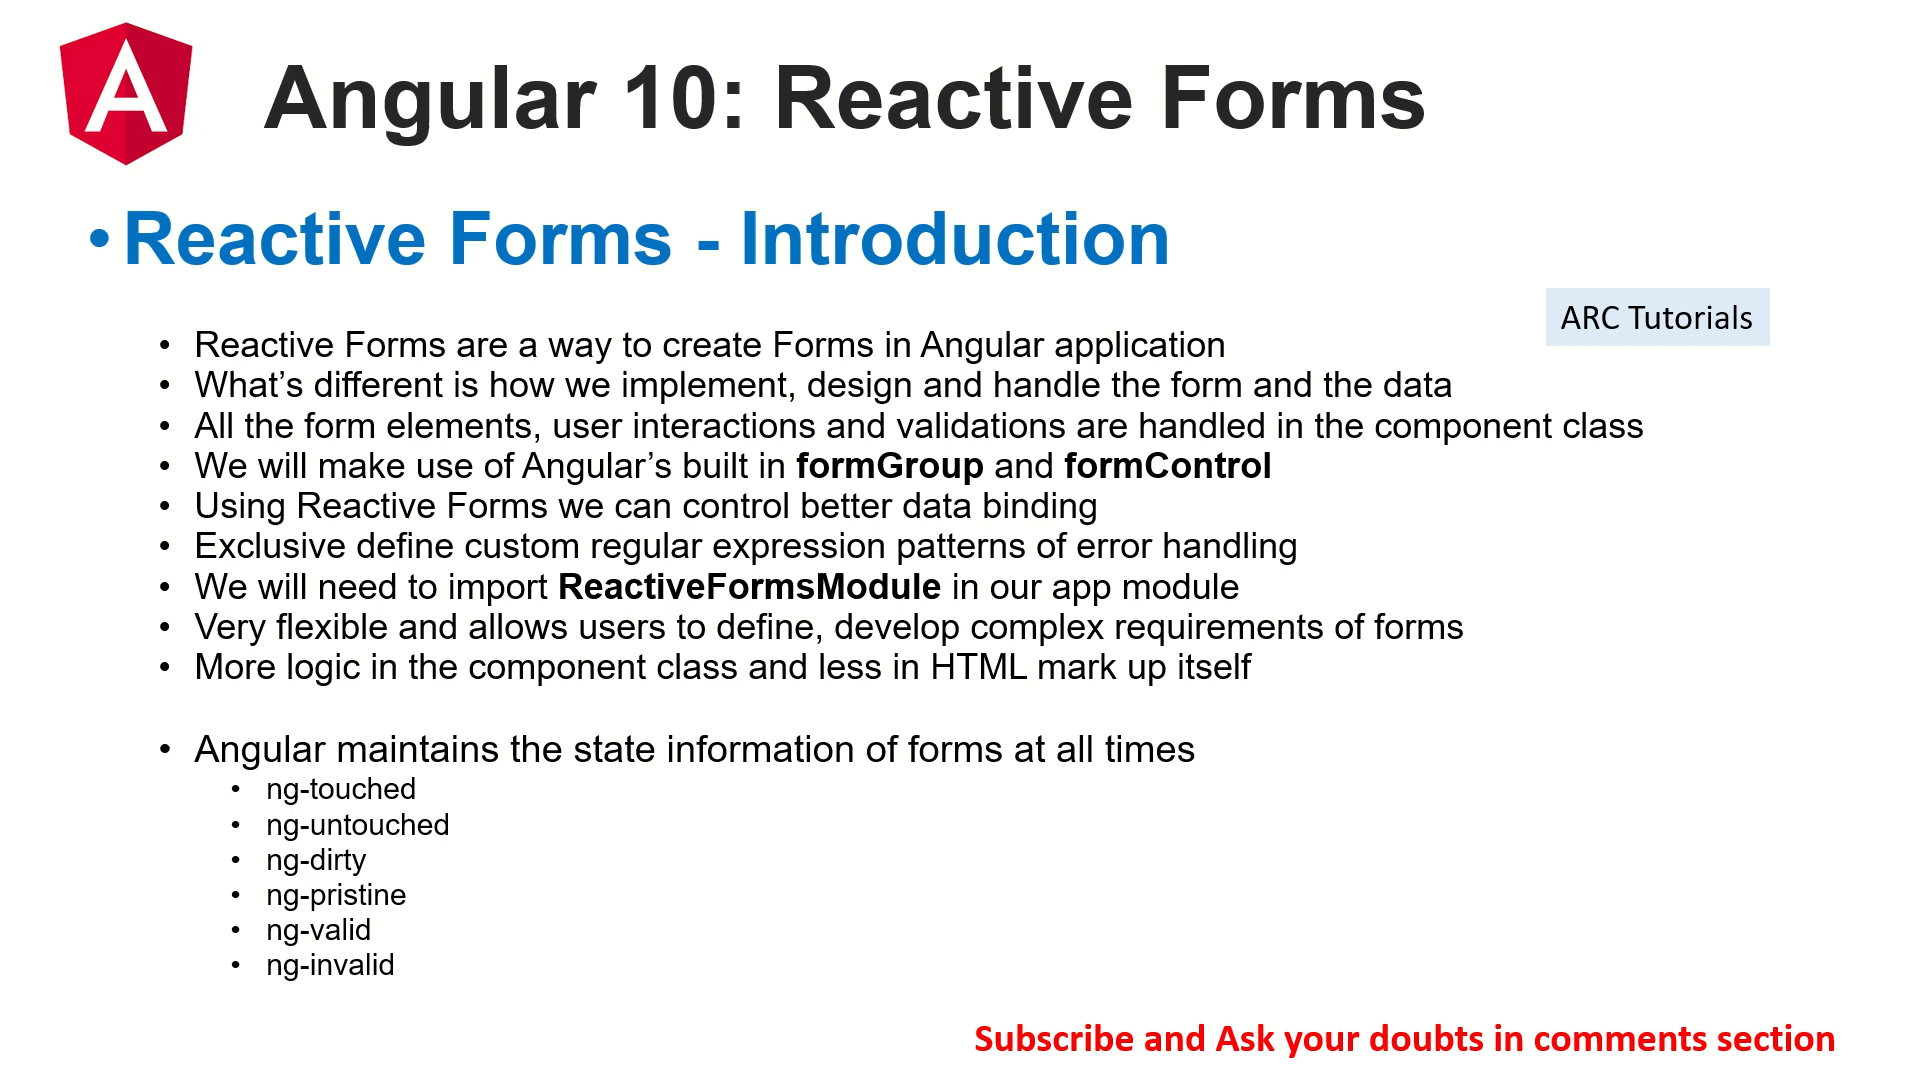 Angular 10: Reactive Forms
• Reactive Forms - Introduction
ARC Tutorials
• Reactive Forms are a way to create Forms in Angular application
• What’s different is how we implement, design and handle the form and the data
• All the form elements, user interactions and validations are handled in the component class
• We will make use of Angular’s built in formGroup and formControl
• Using Reactive Forms we can control better data binding
• Exclusive define custom regular expression patterns of error handling
• We will need to import ReactiveFormsModule in our app module
• Very flexible and allows users to define, develop complex requirements of forms
• More logic in the component class and less in HTML mark up itself
• Angular maintains the state information of forms at all times
• ng-touched
• ng-untouched
• ng-dirty
• ng-pristine
• ng-valid
• ng-invalid
Subscribe and Ask your doubts in comments section